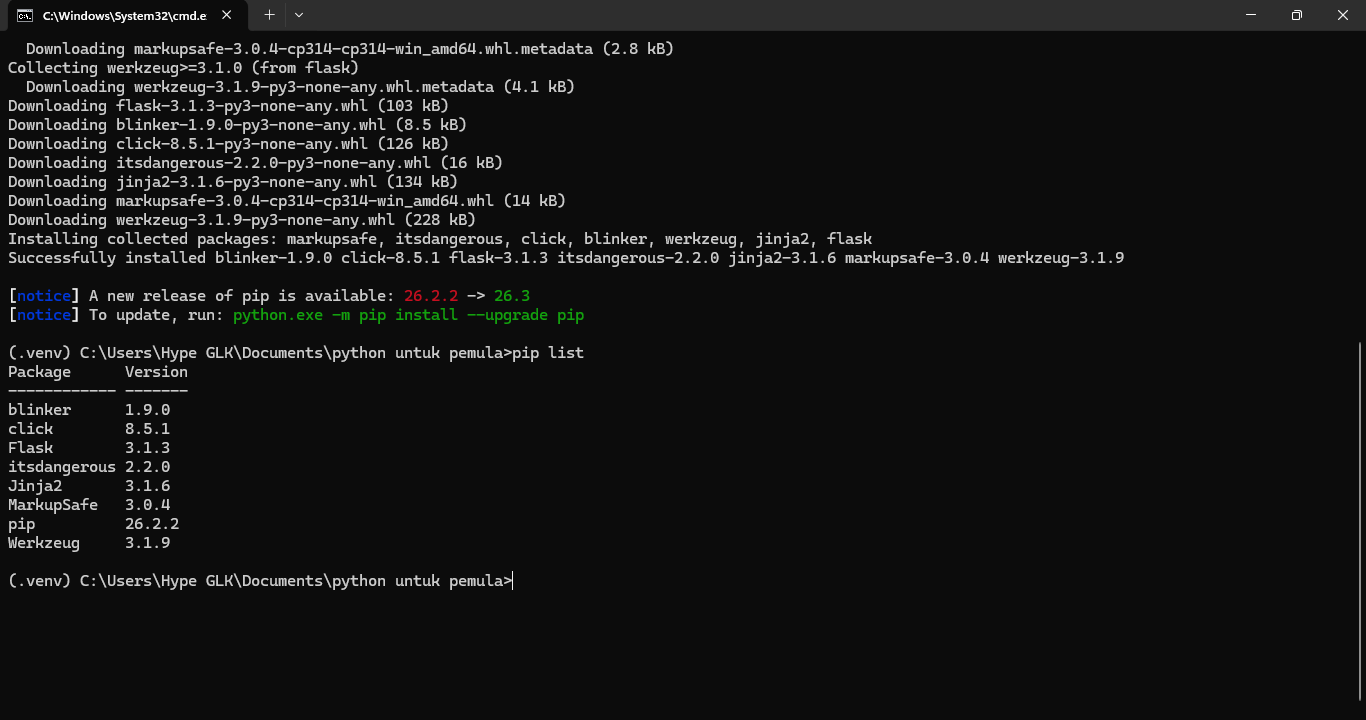 C:\Windows\System32\cmd.e
  Downloading markupsafe-3.0.4-cp314-cp314-win_amd64.whl.metadata (2.8 kB)
Collecting werkzeug>=3.1.0 (from flask)
  Downloading werkzeug-3.1.9-py3-none-any.whl.metadata (4.1 kB)
Downloading flask-3.1.3-py3-none-any.whl (103 kB)
Downloading blinker-1.9.0-py3-none-any.whl (8.5 kB)
Downloading click-8.5.1-py3-none-any.whl (126 kB)
Downloading itsdangerous-2.2.0-py3-none-any.whl (16 kB)
Downloading jinja2-3.1.6-py3-none-any.whl (134 kB)
Downloading markupsafe-3.0.4-cp314-cp314-win_amd64.whl (14 kB)
Downloading werkzeug-3.1.9-py3-none-any.whl (228 kB)
Installing collected packages: markupsafe, itsdangerous, click, blinker, werkzeug, jinja2, flask
Successfully installed blinker-1.9.0 click-8.5.1 flask-3.1.3 itsdangerous-2.2.0 jinja2-3.1.6 markupsafe-3.0.4 werkzeug-3.1.9
[notice] A new release of pip is available: 26.2.2 -> 26.3
[notice] To update, run: python.exe -m pip install --upgrade pip
(.venv) C:\Users\Hype GLK\Documents\python untuk pemula>pip list
Package      Version
------------ -------
blinker      1.9.0
click        8.5.1
Flask        3.1.3
itsdangerous 2.2.0
Jinja2       3.1.6
MarkupSafe   3.0.4
pip          26.2.2
Werkzeug     3.1.9
(.venv) C:\Users\Hype GLK\Documents\python untuk pemula>